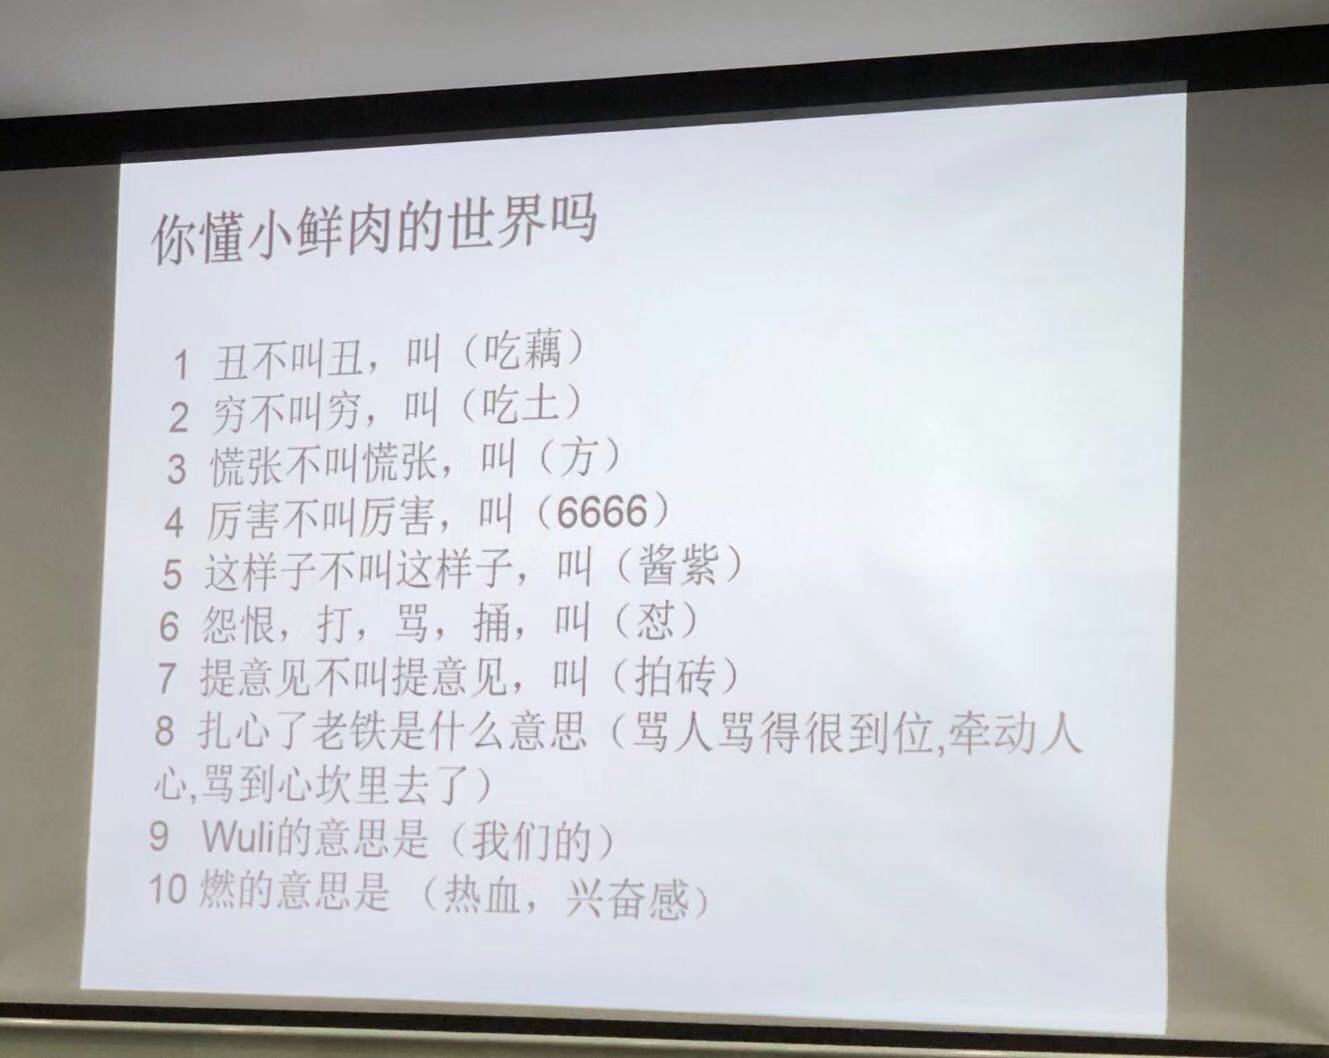 你懂小鲜肉的世界吗
1 丑不叫丑，叫（吃藕）
2 穷不叫穷，叫（吃土）
3 慌张不叫慌张，叫（方）
4 厉害不叫厉害，叫（6666）
5 这样子不叫这样子，叫（酱紫）
6 怨恨，打，骂，捅，叫（怼）
7 提意见不叫提意见，叫（拍砖）
8 扎心了老铁是什么意思（骂人骂得很到位,牵动人
心,骂到心坎里去了）
9 Wuli的意思是（我们的）
10 燃的意思是（热血，兴奋感）